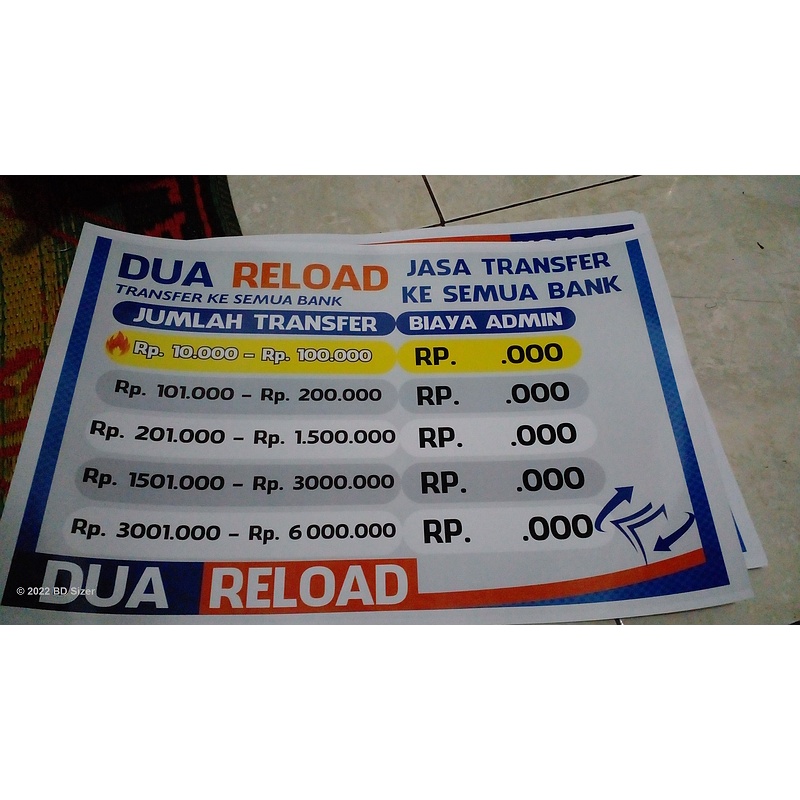 DUA RELOAD
TRANSFER KE SEMUA BANK
JASA TRANSFER
KE SEMUA BANK
JUMLAH TRANSFER BIAYA ADMIN
Rp. 10.000 – Rp. 100.000 RP. .000
Rp. 101.000 – Rp. 200.000 RP. .000
Rp. 201.000 – Rp. 1.500.000 RP. .000
Rp. 1501.000 – Rp. 3000.000 RP. .000
Rp. 3001.000 – Rp. 6 000.000 RP. .000
DUA RELOAD
© 2022 BD Sizer